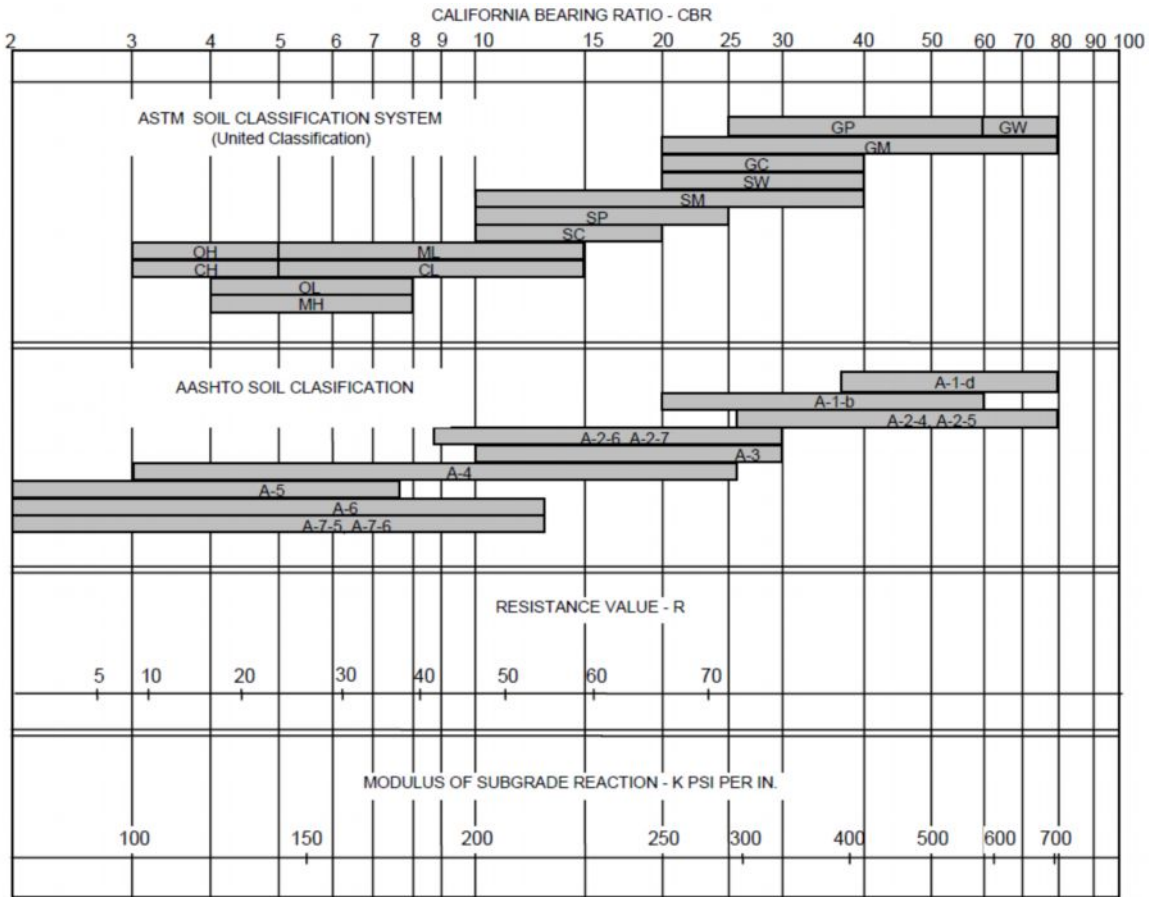 CALIFORNIA BEARING RATIO - CBR
2 3 4 5 6 7 8 9 10 15 20 25 30 40 50 60 70 80 90 100
ASTM SOIL CLASSIFICATION SYSTEM
(United Classification)
GP GW
GM
GC
SW
SM
SP
SC
OH ML
CH CL
OL
MH
AASHTO SOIL CLASIFICATION
A-1-d
A-1-b
A-2-4, A-2-5
A-2-6, A-2-7
A-3
A-4
A-5
A-6
A-7-5, A-7-6
RESISTANCE VALUE - R
5 10 20 30 40 50 60 70
MODULUS OF SUBGRADE REACTION - K PSI PER IN.
100 150 200 250 300 400 500 600 700